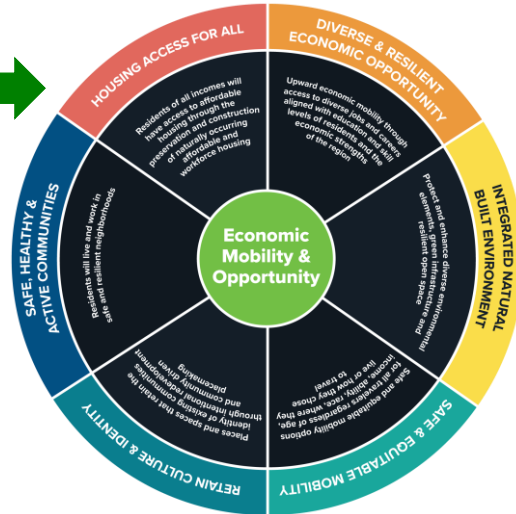 HOUSING ACCESS FOR ALL
Residents of all incomes will
have access to affordable
housing through the
preservation and construction
of naturally occurring
affordable and
workforce housing
DIVERSE & RESILIENT
ECONOMIC OPPORTUNITY
Upward economic mobility through
access to diverse jobs and careers
aligned with education and skill
levels of residents and the
economic strengths
of the region
INTEGRATED NATURAL
BUILT ENVIRONMENT
Protect and enhance diverse environmental
elements, green infrastructure and
resilient open space
SAFE & EQUITABLE MOBILITY
Safe and equitable mobility options
for all travelers regardless of age,
income, ability, race, where they
live or how they chose
to travel
RETAIN CULTURE & IDENTITY
Places and spaces that retain the
identity of existing communities
through internal redevelopment
and community driven
placemaking
SAFE, HEALTHY &
ACTIVE COMMUNITIES
Residents will live and work in
safe and resilient neighborhoods
Economic
Mobility &
Opportunity